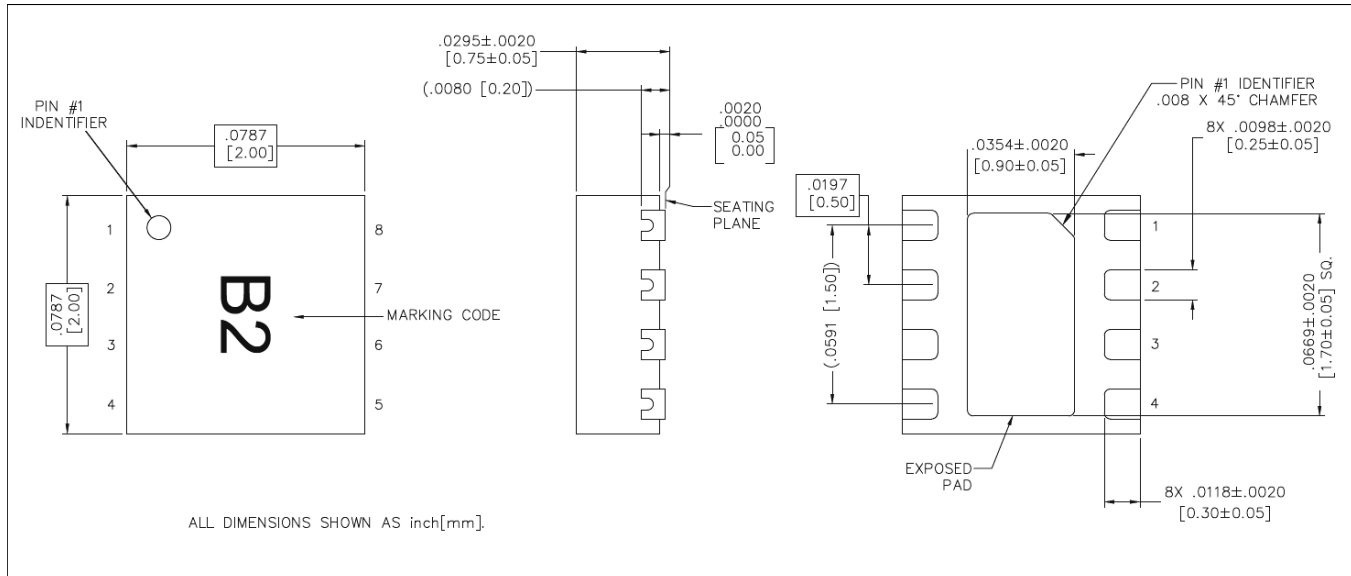 PIN #1
INDENTIFIER
.0787
[2.00]
.0787
[2.00]
1
2
3
4
8
7
6
5
B2
MARKING CODE
.0295±.0020
[0.75±0.05]
(.0080 [0.20])
.0020
.0000
[0.05
0.00]
SEATING
PLANE
PIN #1 IDENTIFIER
.008 X 45° CHAMFER
8X .0098±.0020
[0.25±0.05]
.0354±.0020
[0.90±0.05]
.0197
[0.50]
(.0591 [1.50])
1
2
3
4
.0669±.0020
[1.70±0.05] SQ.
EXPOSED
PAD
8X .0118±.0020
[0.30±0.05]
ALL DIMENSIONS SHOWN AS inch[mm].